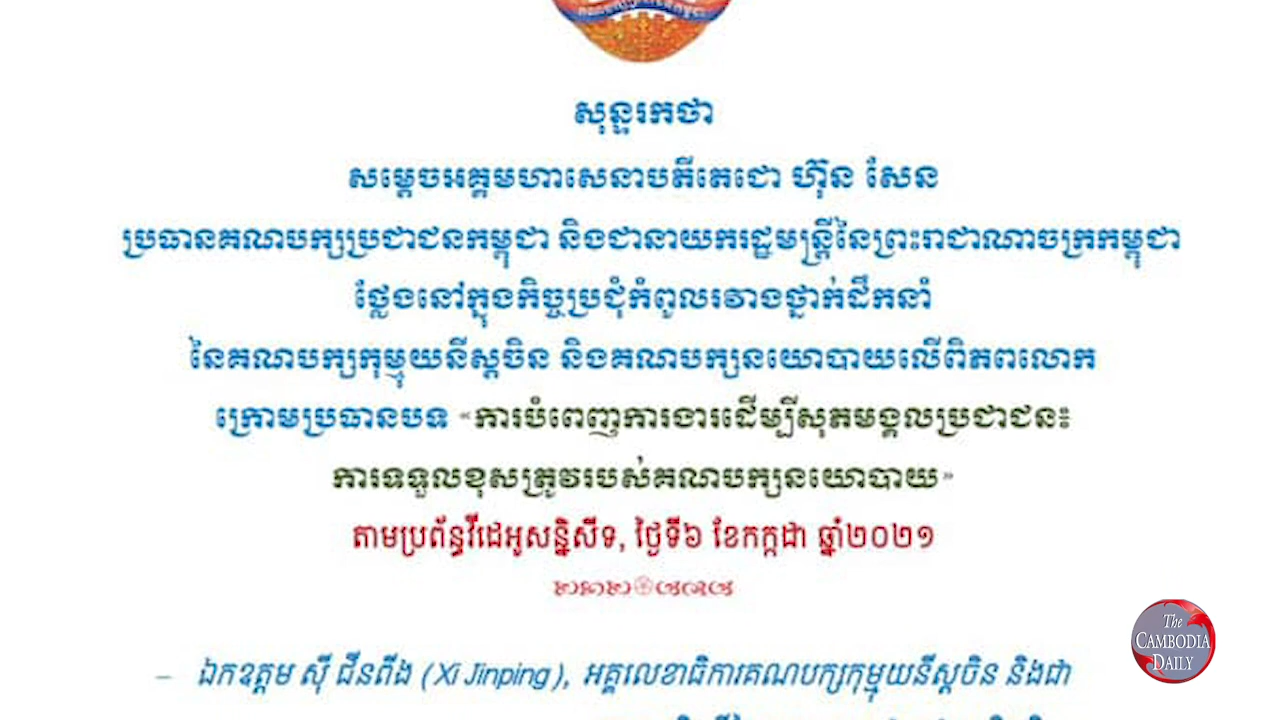 សុន្ទរកថា
សម្តេចអគ្គមហាសេនាបតីតេជោ ហ៊ុន សែន
ប្រធានគណបក្សប្រជាជនកម្ពុជា និងជានាយករដ្ឋមន្ត្រីនៃព្រះរាជាណាចក្រកម្ពុជា
ថ្លែងនៅក្នុងកិច្ចប្រជុំកំពូលរវាងថ្នាក់ដឹកនាំ
នៃគណបក្សកុម្មុយនីស្តចិន និងគណបក្សនយោបាយលើពិភពលោក
ក្រោមប្រធានបទ «ការបំពេញការងារដើម្បីសុភមង្គលប្រជាជន៖
ការទទួលខុសត្រូវរបស់គណបក្សនយោបាយ»
តាមប្រព័ន្ធវីដេអូសន្និសីទ, ថ្ងៃទី៦ ខែកក្កដា ឆ្នាំ២០២១
– ឯកឧត្តម ស៊ី ជីនពីង (Xi Jinping), អគ្គលេខាធិការគណបក្សកុម្មុយនីស្តចិន និងជា
The
CAMBODIA
DAILY